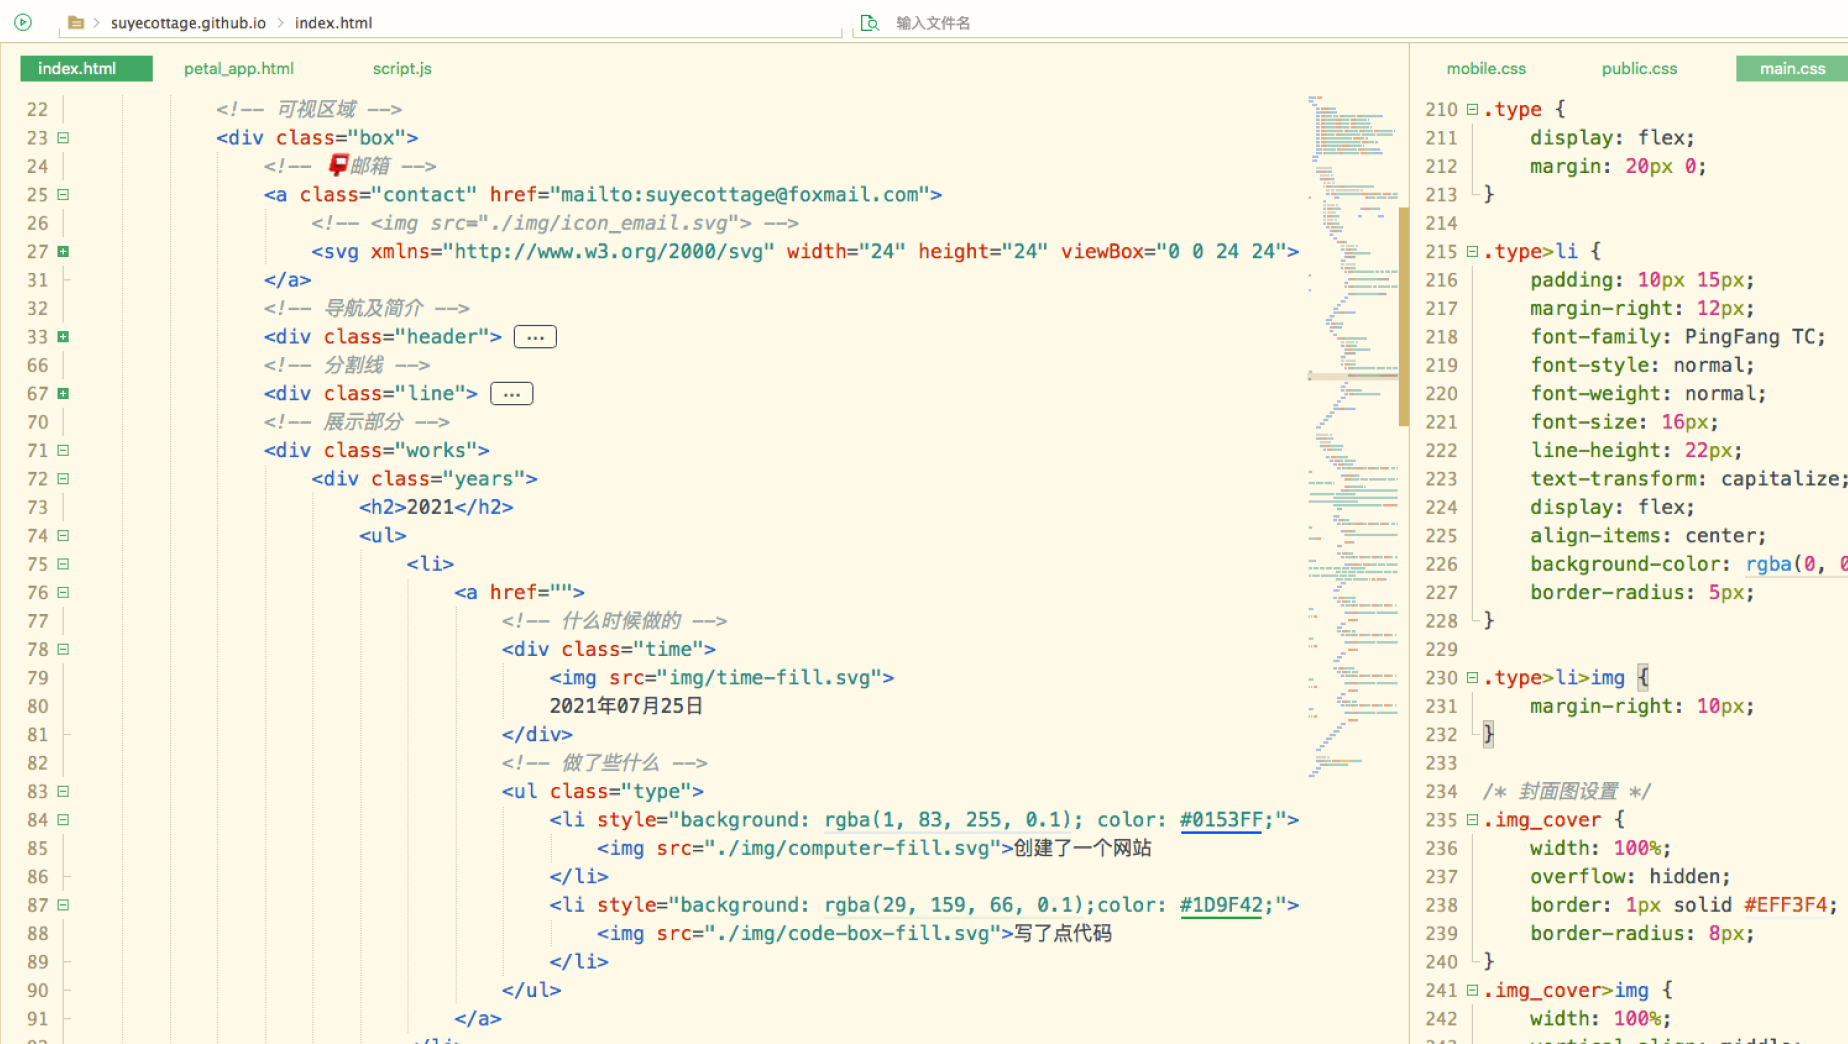 suyecottage.github.io > index.html
输入文件名
index.html petal_app.html script.js
22 <!-- 可视区域 -->
23 <div class="box">
24 <!-- 📮邮箱 -->
25 <a class="contact" href="mailto:suyecottage@foxmail.com">
26 <!-- <img src="./img/icon_email.svg"> -->
27 <svg xmlns="http://www.w3.org/2000/svg" width="24" height="24" viewBox="0 0 24 24">
31 </a>
32 <!-- 导航及简介 -->
33 <div class="header"> ...
66 <!-- 分割线 -->
67 <div class="line"> ...
70 <!-- 展示部分 -->
71 <div class="works">
72 <div class="years">
73 <h2>2021</h2>
74 <ul>
75 <li>
76 <a href="">
77 <!-- 什么时候做的 -->
78 <div class="time">
79 <img src="img/time-fill.svg">
80 2021年07月25日
81 </div>
82 <!-- 做了些什么 -->
83 <ul class="type">
84 <li style="background: rgba(1, 83, 255, 0.1); color: #0153FF;">
85 <img src="./img/computer-fill.svg">创建了一个网站
86 </li>
87 <li style="background: rgba(29, 159, 66, 0.1);color: #1D9F42;">
88 <img src="./img/code-box-fill.svg">写了点代码
89 </li>
90 </ul>
91 </a>
mobile.css public.css main.css
210 .type {
211 display: flex;
212 margin: 20px 0;
213 }
214
215 .type>li {
216 padding: 10px 15px;
217 margin-right: 12px;
218 font-family: PingFang TC;
219 font-style: normal;
220 font-weight: normal;
221 font-size: 16px;
222 line-height: 22px;
223 text-transform: capitalize;
224 display: flex;
225 align-items: center;
226 background-color: rgba(0, 0
227 border-radius: 5px;
228 }
229
230 .type>li>img {
231 margin-right: 10px;
232 }
233
234 /* 封面图设置 */
235 .img_cover {
236 width: 100%;
237 overflow: hidden;
238 border: 1px solid #EFF3F4;
239 border-radius: 8px;
240 }
241 .img_cover>img {
242 width: 100%;